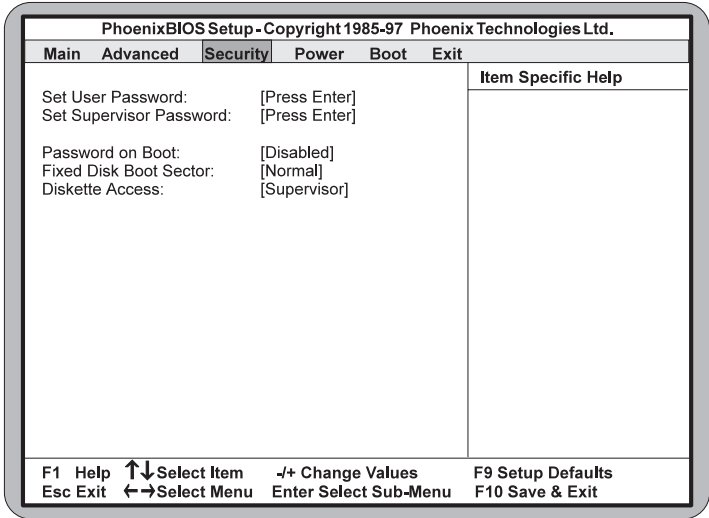 PhoenixBIOS Setup - Copyright 1985-97 Phoenix Technologies Ltd.
Main Advanced Security Power Boot Exit
Item Specific Help
Set User Password: [Press Enter]
Set Supervisor Password: [Press Enter]
Password on Boot: [Disabled]
Fixed Disk Boot Sector: [Normal]
Diskette Access: [Supervisor]
F1 Help ↑↓Select Item -/+ Change Values F9 Setup Defaults
Esc Exit ←→Select Menu Enter Select Sub-Menu F10 Save & Exit